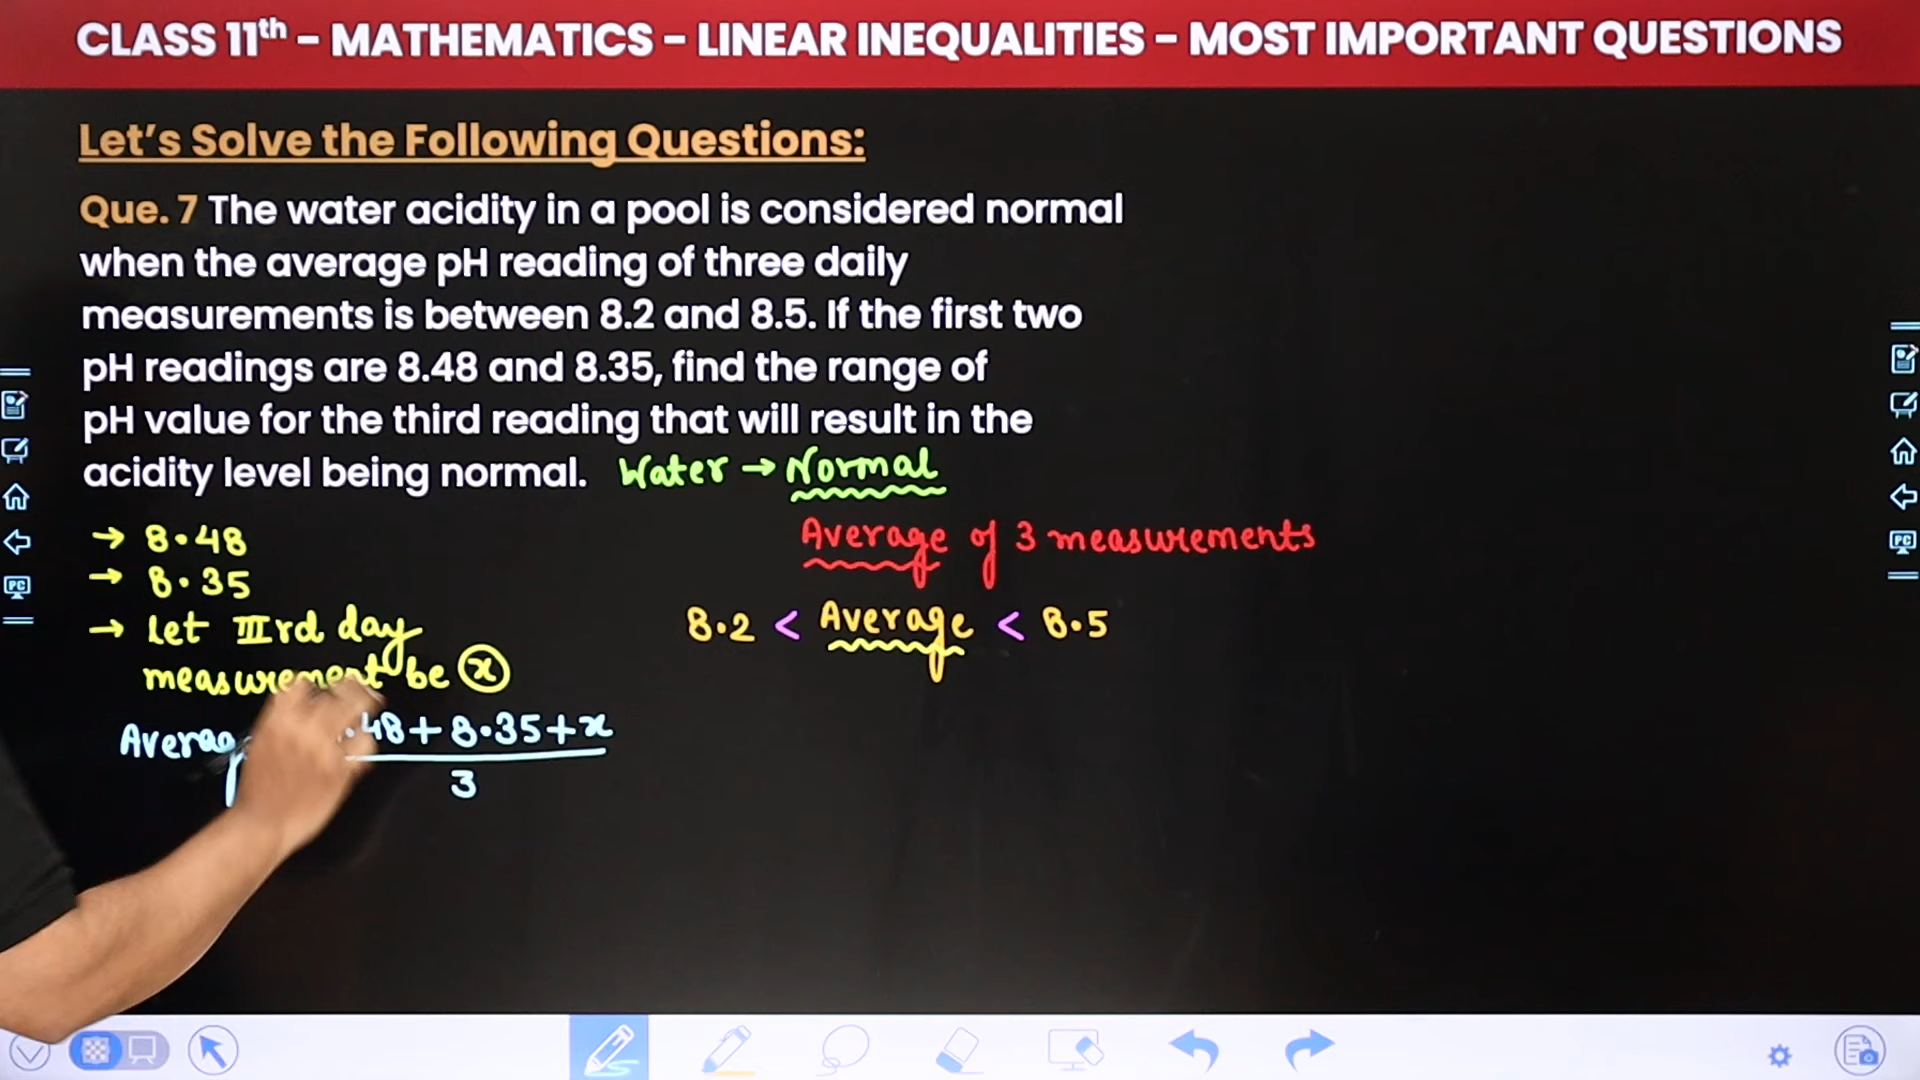 CLASS 11th – MATHEMATICS – LINEAR INEQUALITIES – MOST IMPORTANT QUESTIONS
Let's Solve the Following Questions:
Que. 7 The water acidity in a pool is considered normal
when the average pH reading of three daily
measurements is between 8.2 and 8.5. If the first two
pH readings are 8.48 and 8.35, find the range of
pH value for the third reading that will result in the
acidity level being normal. Water → Normal
→ 8.48
→ 8.35
→ Let IIIrd day
measurement be x
Average of 3 measurements
8.2 < Average < 8.5
.48 + 8.35 + x
3
PC
PC